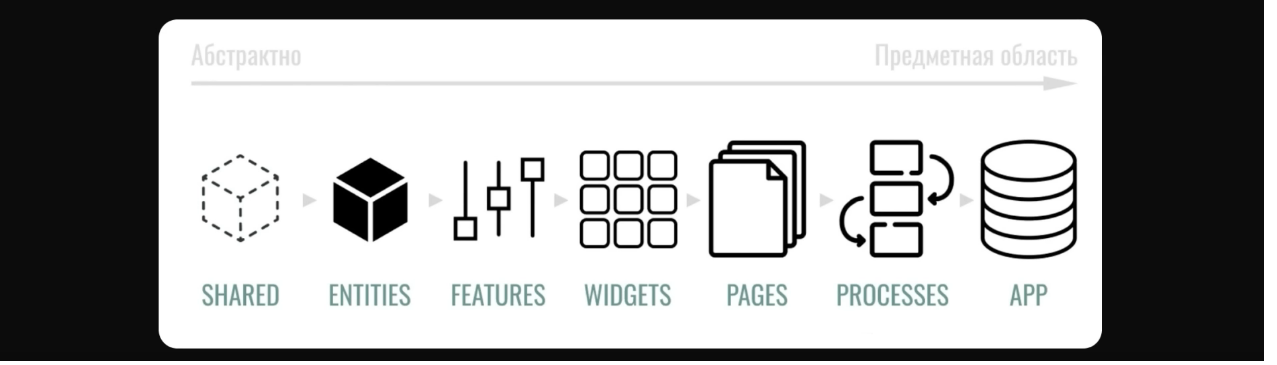 Абстрактно Предметная область
SHARED ENTITIES FEATURES WIDGETS PAGES PROCESSES APP